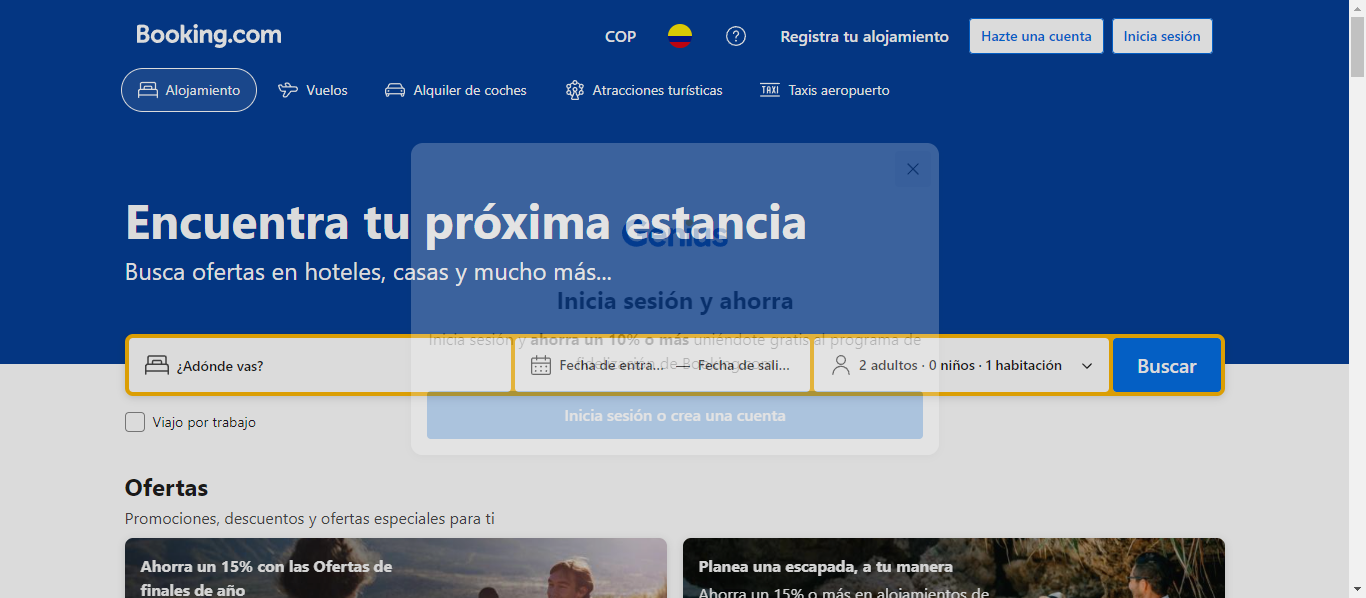 Booking.com
COP
Registra tu alojamiento
Hazte una cuenta
Inicia sesión
Alojamiento
Vuelos
Alquiler de coches
Atracciones turísticas
TAXI
Taxis aeropuerto
Encuentra tu próxima estancia
Genius
Busca ofertas en hoteles, casas y mucho más...
Inicia sesión y ahorra
Inicia sesión y ahorra un 10% o más uniéndote gratis al programa de
fidelización de Booking.com
¿Adónde vas?
Fecha de entra... — Fecha de sali...
2 adultos · 0 niños · 1 habitación
Buscar
Inicia sesión o crea una cuenta
Viajo por trabajo
Ofertas
Promociones, descuentos y ofertas especiales para ti
Ahorra un 15% con las Ofertas de
finales de año
Planea una escapada, a tu manera
Ahorra un 15% o más en alojamientos de